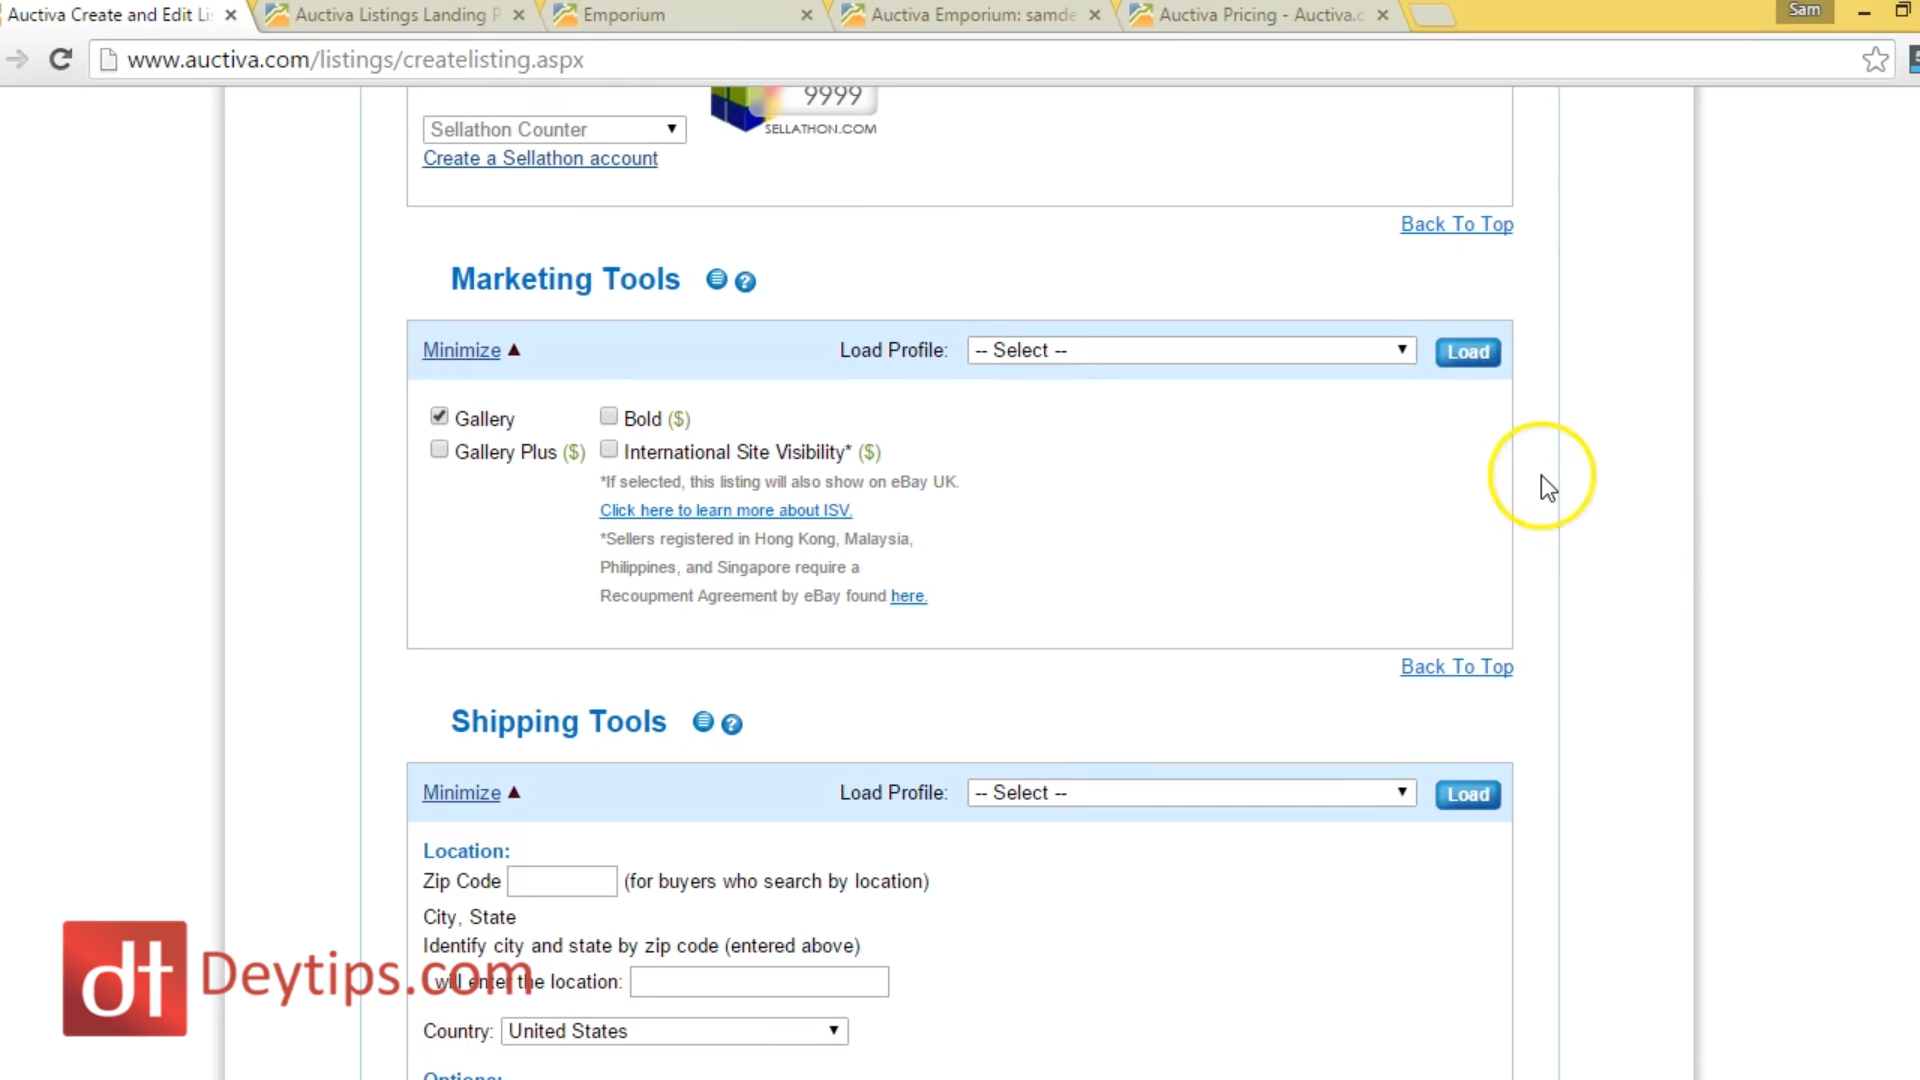 Auctiva Create and Edit Li
Auctiva Listings Landing P
Emporium
Auctiva Emporium: samde
Auctiva Pricing - Auctiva.c
Sam
www.auctiva.com/listings/createlisting.aspx
9999
SELLATHON.COM
Sellathon Counter
Create a Sellathon account
Back To Top
Marketing Tools
Minimize
Load Profile:
-- Select --
Load
Gallery
Bold ($)
Gallery Plus ($)
International Site Visibility* ($)
*If selected, this listing will also show on eBay UK.
Click here to learn more about ISV.
*Sellers registered in Hong Kong, Malaysia,
Philippines, and Singapore require a
Recoupment Agreement by eBay found here.
Back To Top
Shipping Tools
Minimize
Load Profile:
-- Select --
Load
Location:
Zip Code
(for buyers who search by location)
City, State
Identify city and state by zip code (entered above)
will enter the location:
dt Deytips.com
Country:
United States
Options: